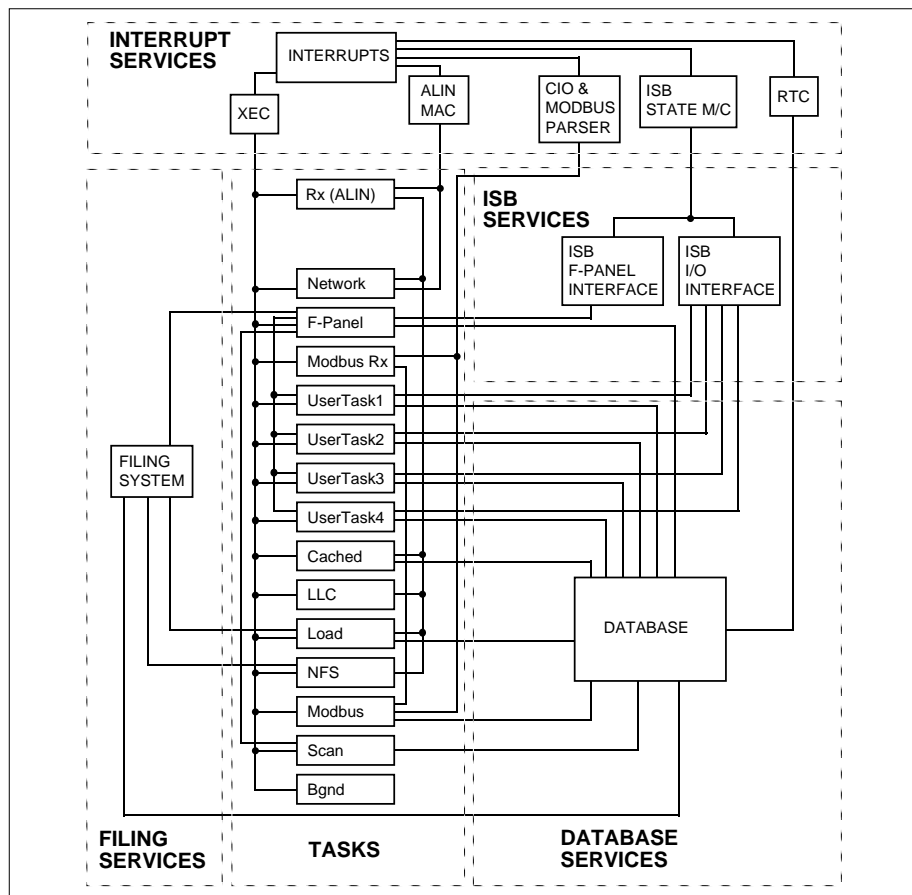 INTERRUPT
SERVICES
INTERRUPTS
XEC
ALIN
MAC
CIO &
MODBUS
PARSER
ISB
STATE M/C
RTC
Rx (ALIN)
Network
F-Panel
Modbus Rx
UserTask1
UserTask2
UserTask3
UserTask4
Cached
LLC
Load
NFS
Modbus
Scan
Bgnd
ISB
SERVICES
ISB
F-PANEL
INTERFACE
ISB
I/O
INTERFACE
FILING
SYSTEM
DATABASE
FILING
SERVICES
TASKS
DATABASE
SERVICES